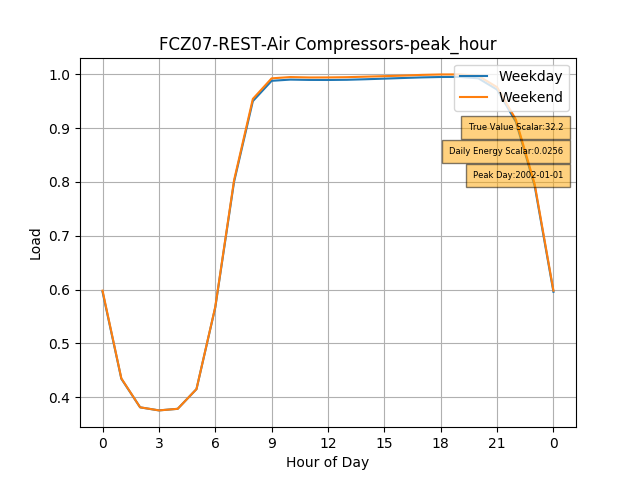 FCZ07-REST-Air Compressors-peak_hour
1.0
0.9
0.8
0.7
0.6
0.5
0.4
Load
Weekday
Weekend
True Value Scalar:32.2
Daily Energy Scalar:0.0256
Peak Day:2002-01-01
0 3 6 9 12 15 18 21 0
Hour of Day